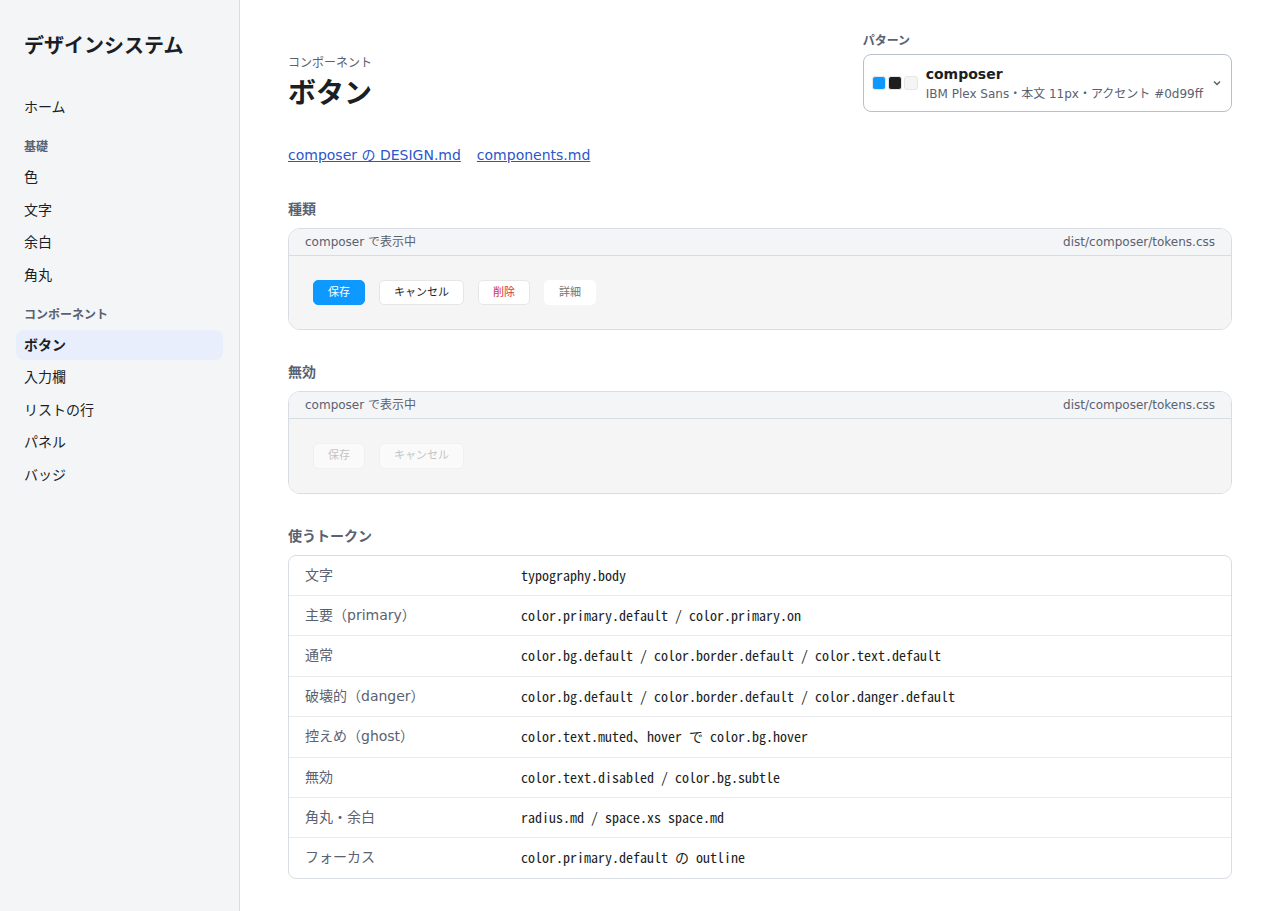 デザインシステム
ホーム
基礎
色
文字
余白
角丸
コンポーネント
ボタン
入力欄
リストの行
パネル
バッジ
コンポーネント
ボタン
パターン
composer
IBM Plex Sans・本文 11px・アクセント #0d99ff
composer の DESIGN.md components.md
種類
composer で表示中 dist/composer/tokens.css
保存 キャンセル 削除 詳細
無効
composer で表示中 dist/composer/tokens.css
保存 キャンセル
使うトークン
文字 typography.body
主要（primary） color.primary.default / color.primary.on
通常 color.bg.default / color.border.default / color.text.default
破壊的（danger） color.bg.default / color.border.default / color.danger.default
控えめ（ghost） color.text.muted、hover で color.bg.hover
無効 color.text.disabled / color.bg.subtle
角丸・余白 radius.md / space.xs space.md
フォーカス color.primary.default の outline